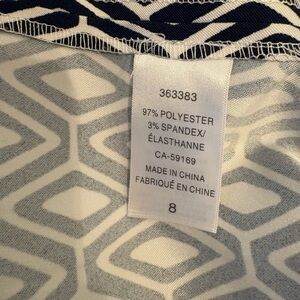 363383
97% POLYESTER
3% SPANDEX/
ÉLASTHANNE
CA-59169
MADE IN CHINA
FABRIQUÉ EN CHINE
8